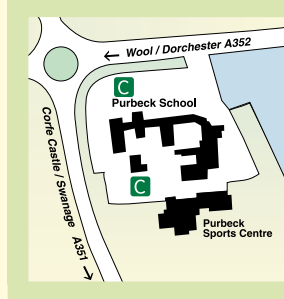 ← Wool / Dorchester A352
C
Purbeck School
Corfe Castle / Swanage A351 →
C
Purbeck
Sports Centre